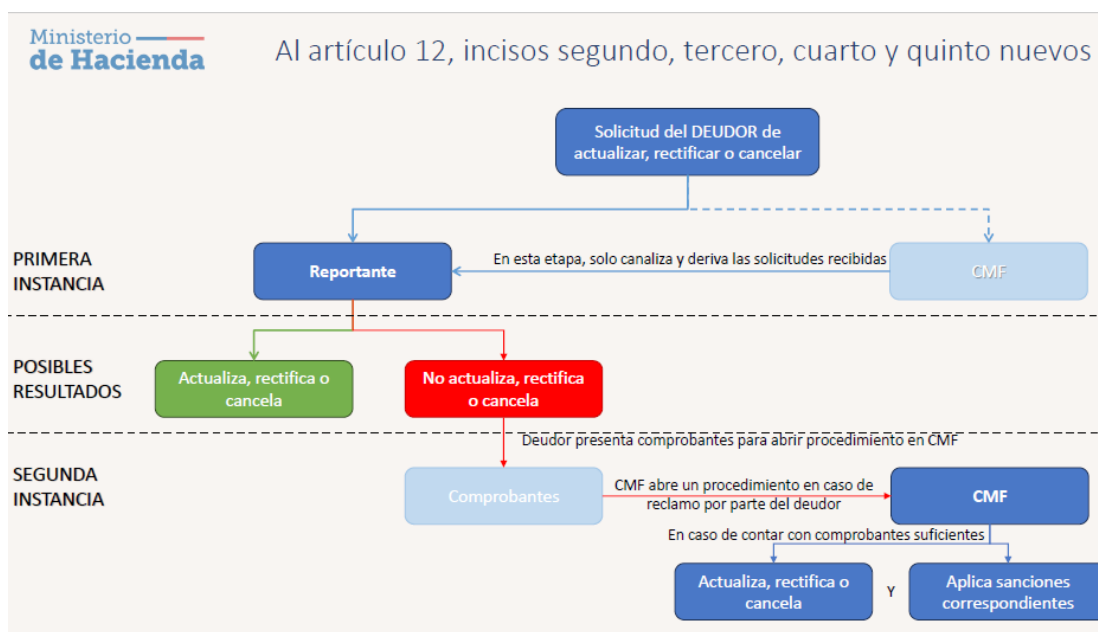 Ministerio
de Hacienda
Al artículo 12, incisos segundo, tercero, cuarto y quinto nuevos
Solicitud del DEUDOR de
actualizar, rectificar o cancelar
PRIMERA
INSTANCIA
Reportante
En esta etapa, solo canaliza y deriva las solicitudes recibidas
CMF
POSIBLES
RESULTADOS
Actualiza, rectifica o
cancela
No actualiza, rectifica
o cancela
Deudor presenta comprobantes para abrir procedimiento en CMF
SEGUNDA
INSTANCIA
Comprobantes
CMF abre un procedimiento en caso de
reclamo por parte del deudor
CMF
En caso de contar con comprobantes suficientes
Actualiza, rectifica o
cancela
Y
Aplica sanciones
correspondientes